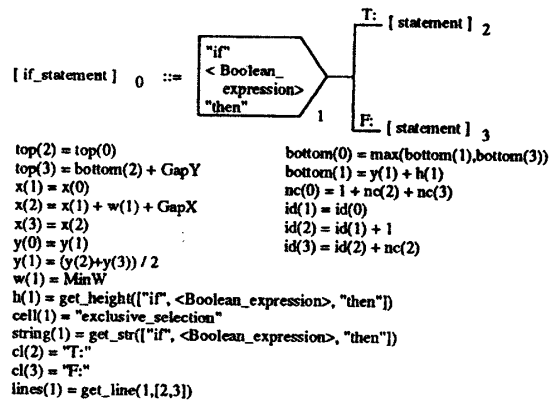 T: [ statement ] 2
"if"
< Boolean_
expression>
"then"
1
[ if_statement ] 0 ::=
F: [ statement ] 3
top(2) = top(0)
top(3) = bottom(2) + GapY
x(1) = x(0)
x(2) = x(1) + w(1) + GapX
x(3) = x(2)
y(0) = y(1)
y(1) = (y(2)+y(3)) / 2
w(1) = MinW
h(1) = get_height(["if", <Boolean_expression>, "then"])
cell(1) = "exclusive_selection"
string(1) = get_str(["if", <Boolean_expression>, "then"])
cl(2) = "T:"
cl(3) = "F:"
lines(1) = get_line(1,[2,3])
bottom(0) = max(bottom(1),bottom(3))
bottom(1) = y(1) + h(1)
nc(0) = 1 + nc(2) + nc(3)
id(1) = id(0)
id(2) = id(1) + 1
id(3) = id(2) + nc(2)